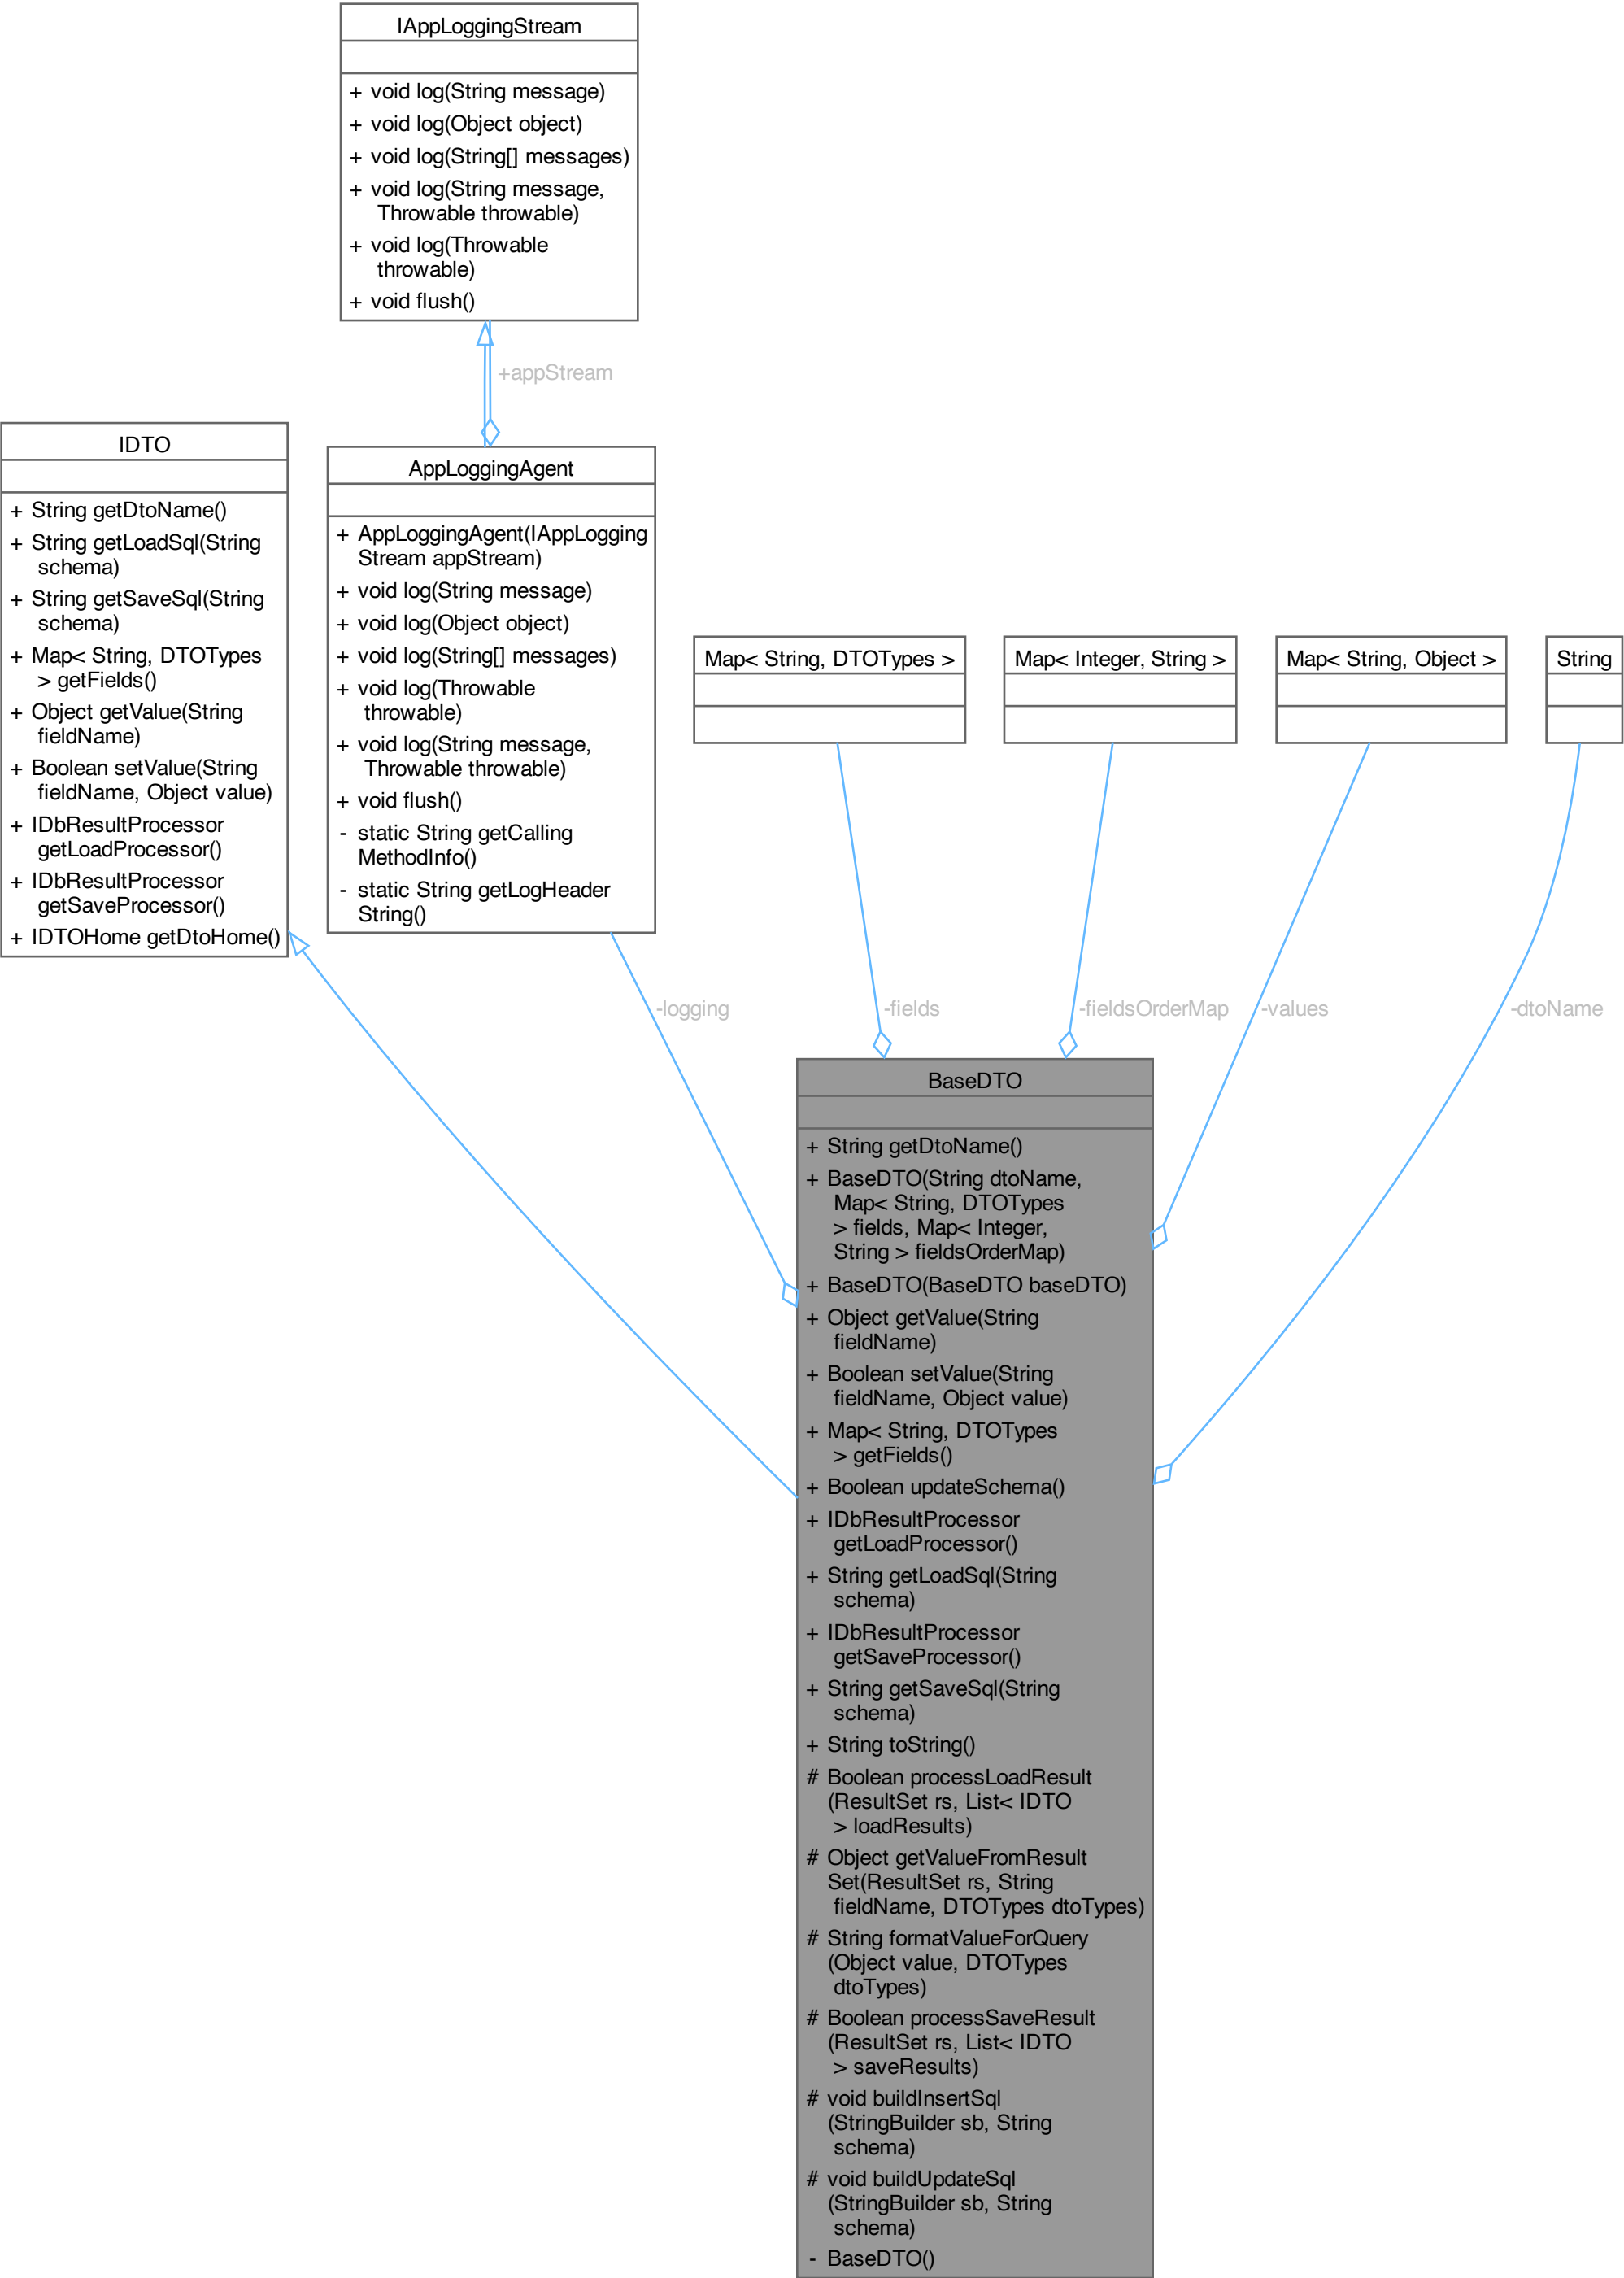 IAppLoggingStream
+ void log(String message)
+ void log(Object object)
+ void log(String[] messages)
+ void log(String message,
Throwable throwable)
+ void log(Throwable
throwable)
+ void flush()
+appStream
IDTO
+ String getDtoName()
+ String getLoadSql(String
schema)
+ String getSaveSql(String
schema)
+ Map< String, DTOTypes
> getFields()
+ Object getValue(String
fieldName)
+ Boolean setValue(String
fieldName, Object value)
+ IDbResultProcessor
getLoadProcessor()
+ IDbResultProcessor
getSaveProcessor()
+ IDTOHome getDtoHome()
AppLoggingAgent
+ AppLoggingAgent(IAppLogging
Stream appStream)
+ void log(String message)
+ void log(Object object)
+ void log(String[] messages)
+ void log(Throwable
throwable)
+ void log(String message,
Throwable throwable)
+ void flush()
- static String getCalling
MethodInfo()
- static String getLogHeader
String()
Map< String, DTOTypes >
Map< Integer, String >
Map< String, Object >
String
-logging
-fields
-fieldsOrderMap
-values
-dtoName
BaseDTO
+ String getDtoName()
+ BaseDTO(String dtoName,
Map< String, DTOTypes
> fields, Map< Integer,
String > fieldsOrderMap)
+ BaseDTO(BaseDTO baseDTO)
+ Object getValue(String
fieldName)
+ Boolean setValue(String
fieldName, Object value)
+ Map< String, DTOTypes
> getFields()
+ Boolean updateSchema()
+ IDbResultProcessor
getLoadProcessor()
+ String getLoadSql(String
schema)
+ IDbResultProcessor
getSaveProcessor()
+ String getSaveSql(String
schema)
+ String toString()
# Boolean processLoadResult
(ResultSet rs, List< IDTO
> loadResults)
# Object getValueFromResult
Set(ResultSet rs, String
fieldName, DTOTypes dtoTypes)
# String formatValueForQuery
(Object value, DTOTypes
dtoTypes)
# Boolean processSaveResult
(ResultSet rs, List< IDTO
> saveResults)
# void buildInsertSql
(StringBuilder sb, String
schema)
# void buildUpdateSql
(StringBuilder sb, String
schema)
- BaseDTO()